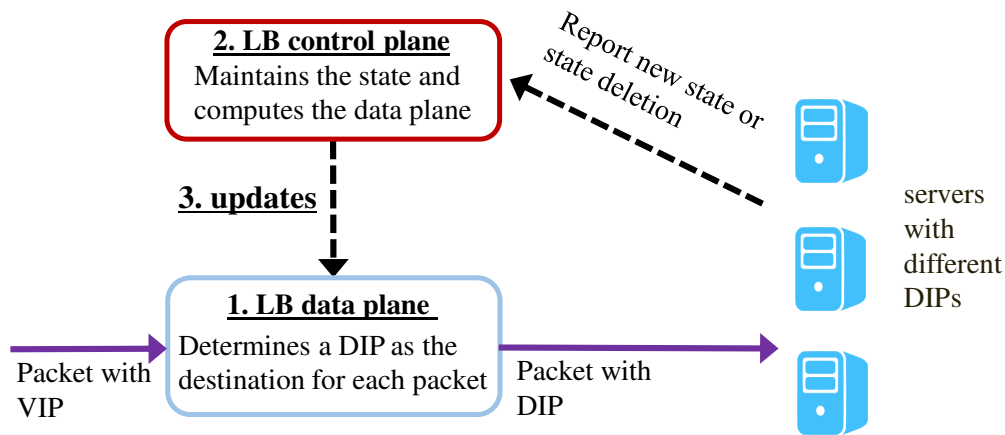 2. LB control plane
Maintains the state and
computes the data plane
Report new state or
state deletion
3. updates
servers
with
different
DIPs
1. LB data plane
Determines a DIP as the
destination for each packet
Packet with
VIP
Packet with
DIP